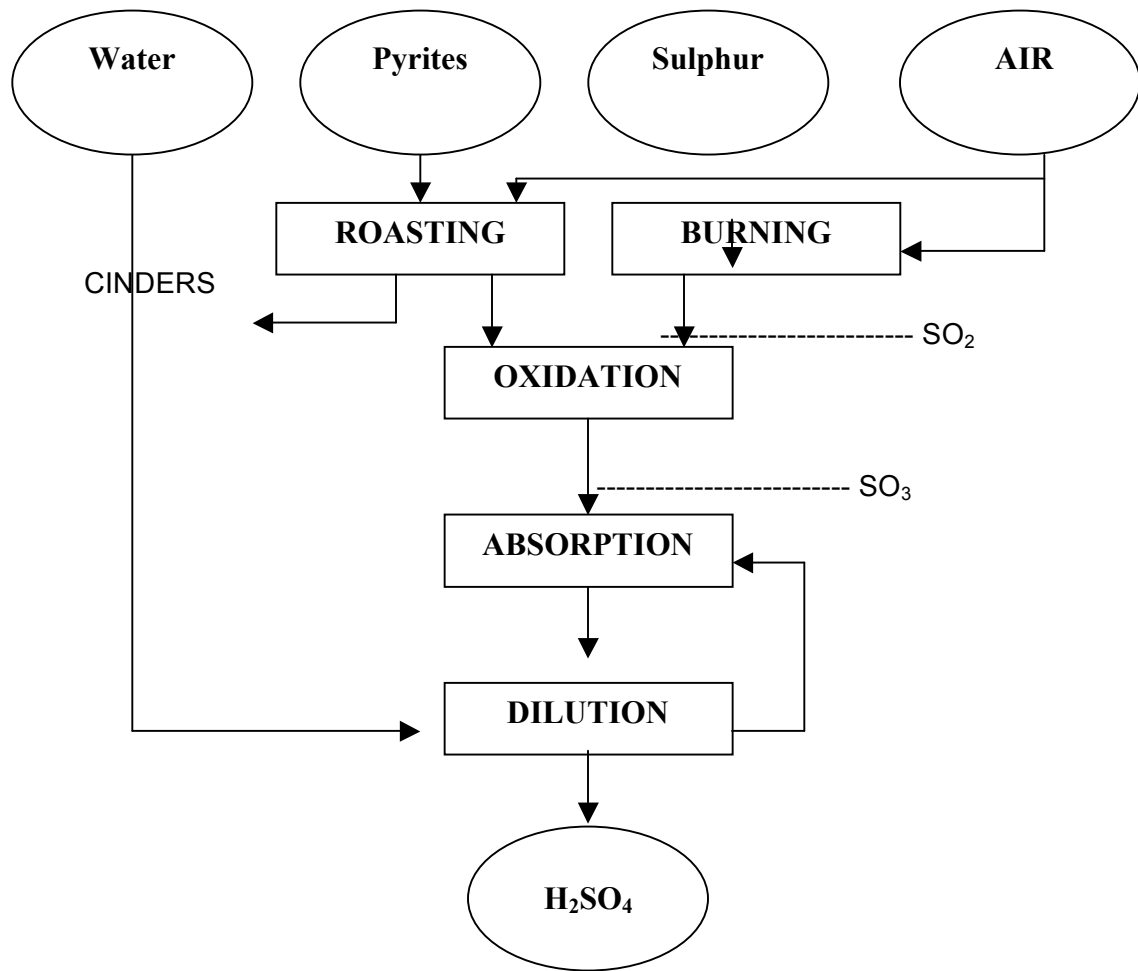 Water
Pyrites
Sulphur
AIR
ROASTING
BURNING
CINDERS
SO₂
OXIDATION
SO₃
ABSORPTION
DILUTION
H₂SO₄